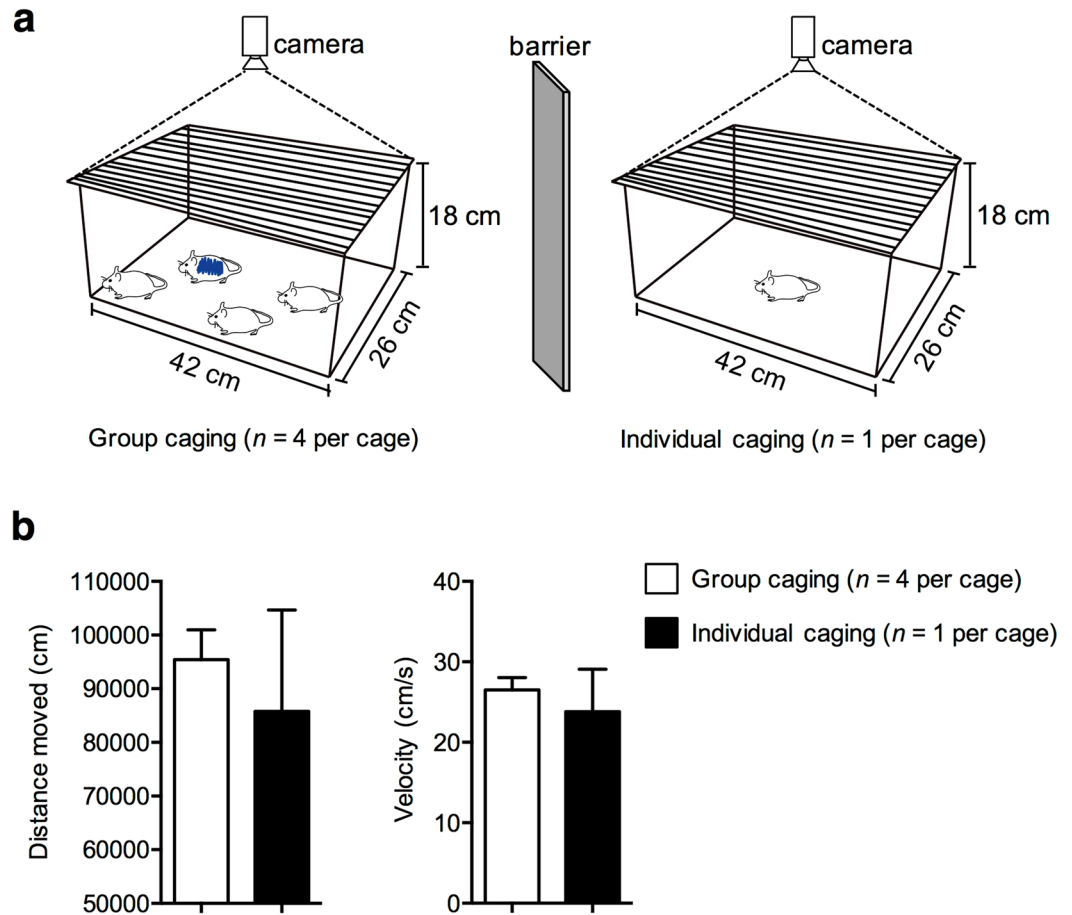 a
camera
barrier
camera
18 cm
18 cm
42 cm
26 cm
42 cm
26 cm
Group caging (n = 4 per cage)
Individual caging (n = 1 per cage)
b
Distance moved (cm)
110000
100000
90000
80000
70000
60000
50000
Velocity (cm/s)
40
30
20
10
0
Group caging (n = 4 per cage)
Individual caging (n = 1 per cage)